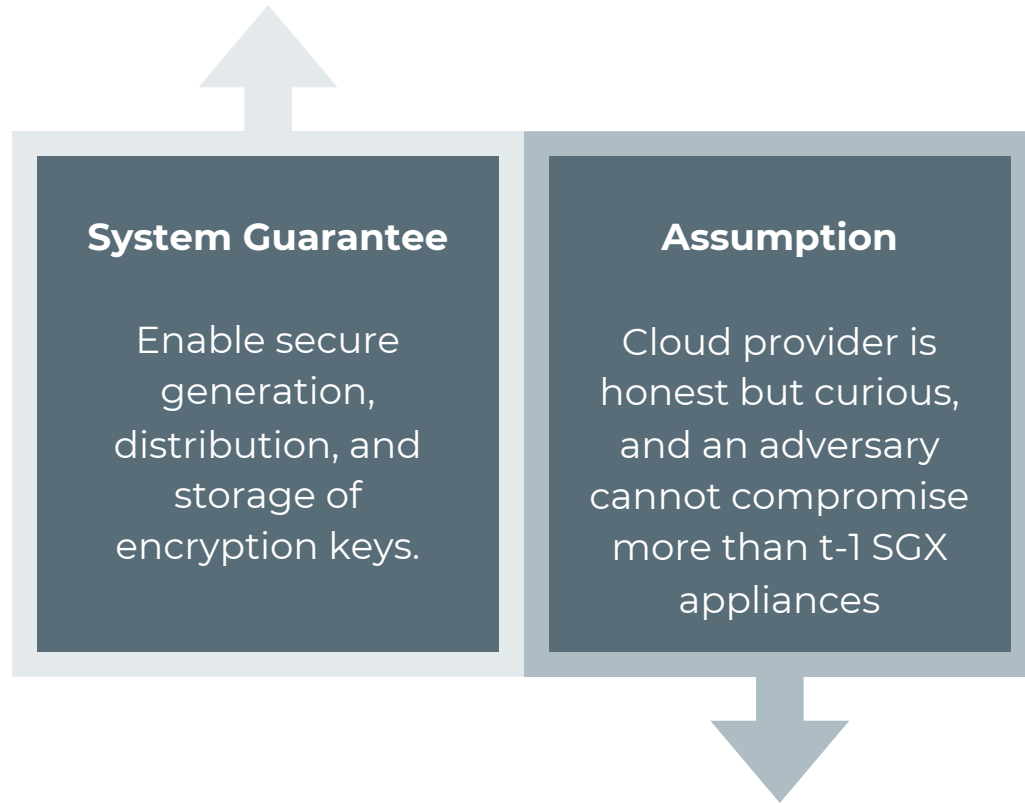 System Guarantee
Enable secure
generation,
distribution, and
storage of
encryption keys.
Assumption
Cloud provider is
honest but curious,
and an adversary
cannot compromise
more than t-1 SGX
appliances